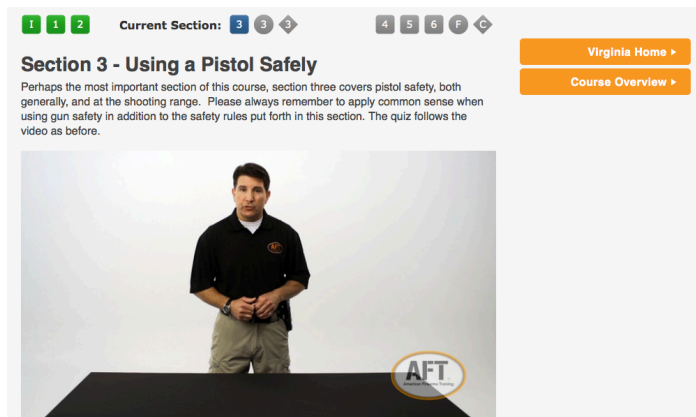 I 1 2 Current Section: 3 3 3 4 5 6 F C
Virginia Home
Course Overview
Section 3 - Using a Pistol Safely
Perhaps the most important section of this course, section three covers pistol safety, both
generally, and at the shooting range. Please always remember to apply common sense when
using gun safety in addition to the safety rules put forth in this section. The quiz follows the
video as before.
AFT
AFT
American Firearms Training